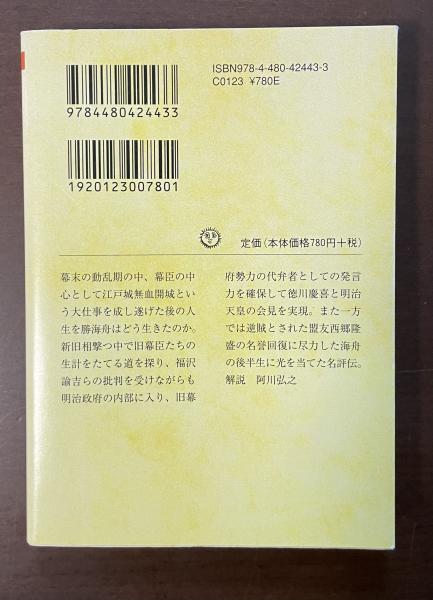 ISBN978-4-480-42443-3
C0123 ¥780E
9784480424433
1920123007801
定価(本体価格780円+税)
幕末の動乱期の中、幕臣の中
心として江戸城無血開城とい
う大仕事を成し遂げた後の人
生を勝海舟はどう生きたのか。
新旧相撃つ中で旧幕臣たちの
生計をたてる道を探り、福沢
諭吉らの批判を受けながらも
明治政府の内部に入り、旧幕
府勢力の代弁者としての発言
力を確保して徳川慶喜と明治
天皇の会見を実現。また一方
では逆賊とされた盟友西郷隆
盛の名誉回復に尽力した海舟
の後半生に光を当てた名評伝。
解説 阿川弘之